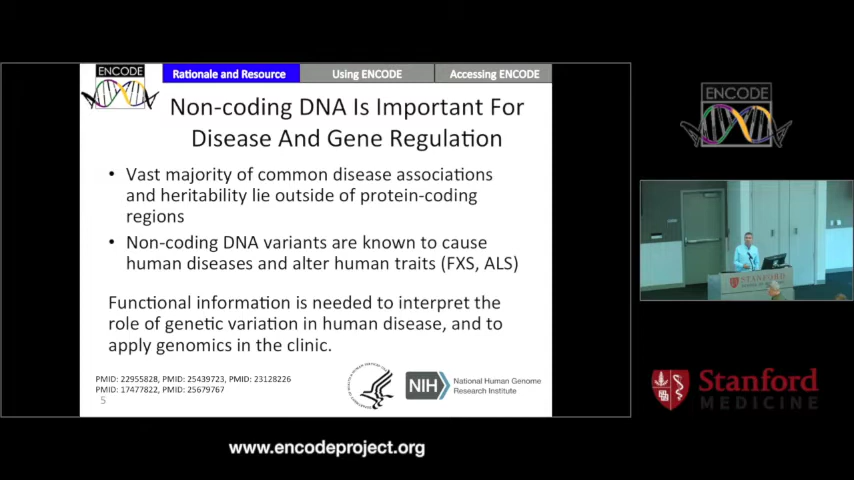 ENCODE
Rationale and Resource
Using ENCODE
Accessing ENCODE
Non-coding DNA Is Important For
Disease And Gene Regulation
• Vast majority of common disease associations
and heritability lie outside of protein-coding
regions
• Non-coding DNA variants are known to cause
human diseases and alter human traits (FXS, ALS)
Functional information is needed to interpret the
role of genetic variation in human disease, and to
apply genomics in the clinic.
PMID: 22955828, PMID: 25439723, PMID: 23128226
PMID: 17477822, PMID: 25679767
5
NIH
National Human Genome
Research Institute
ENCODE
STANFORD
Stanford
MEDICINE
www.encodeproject.org